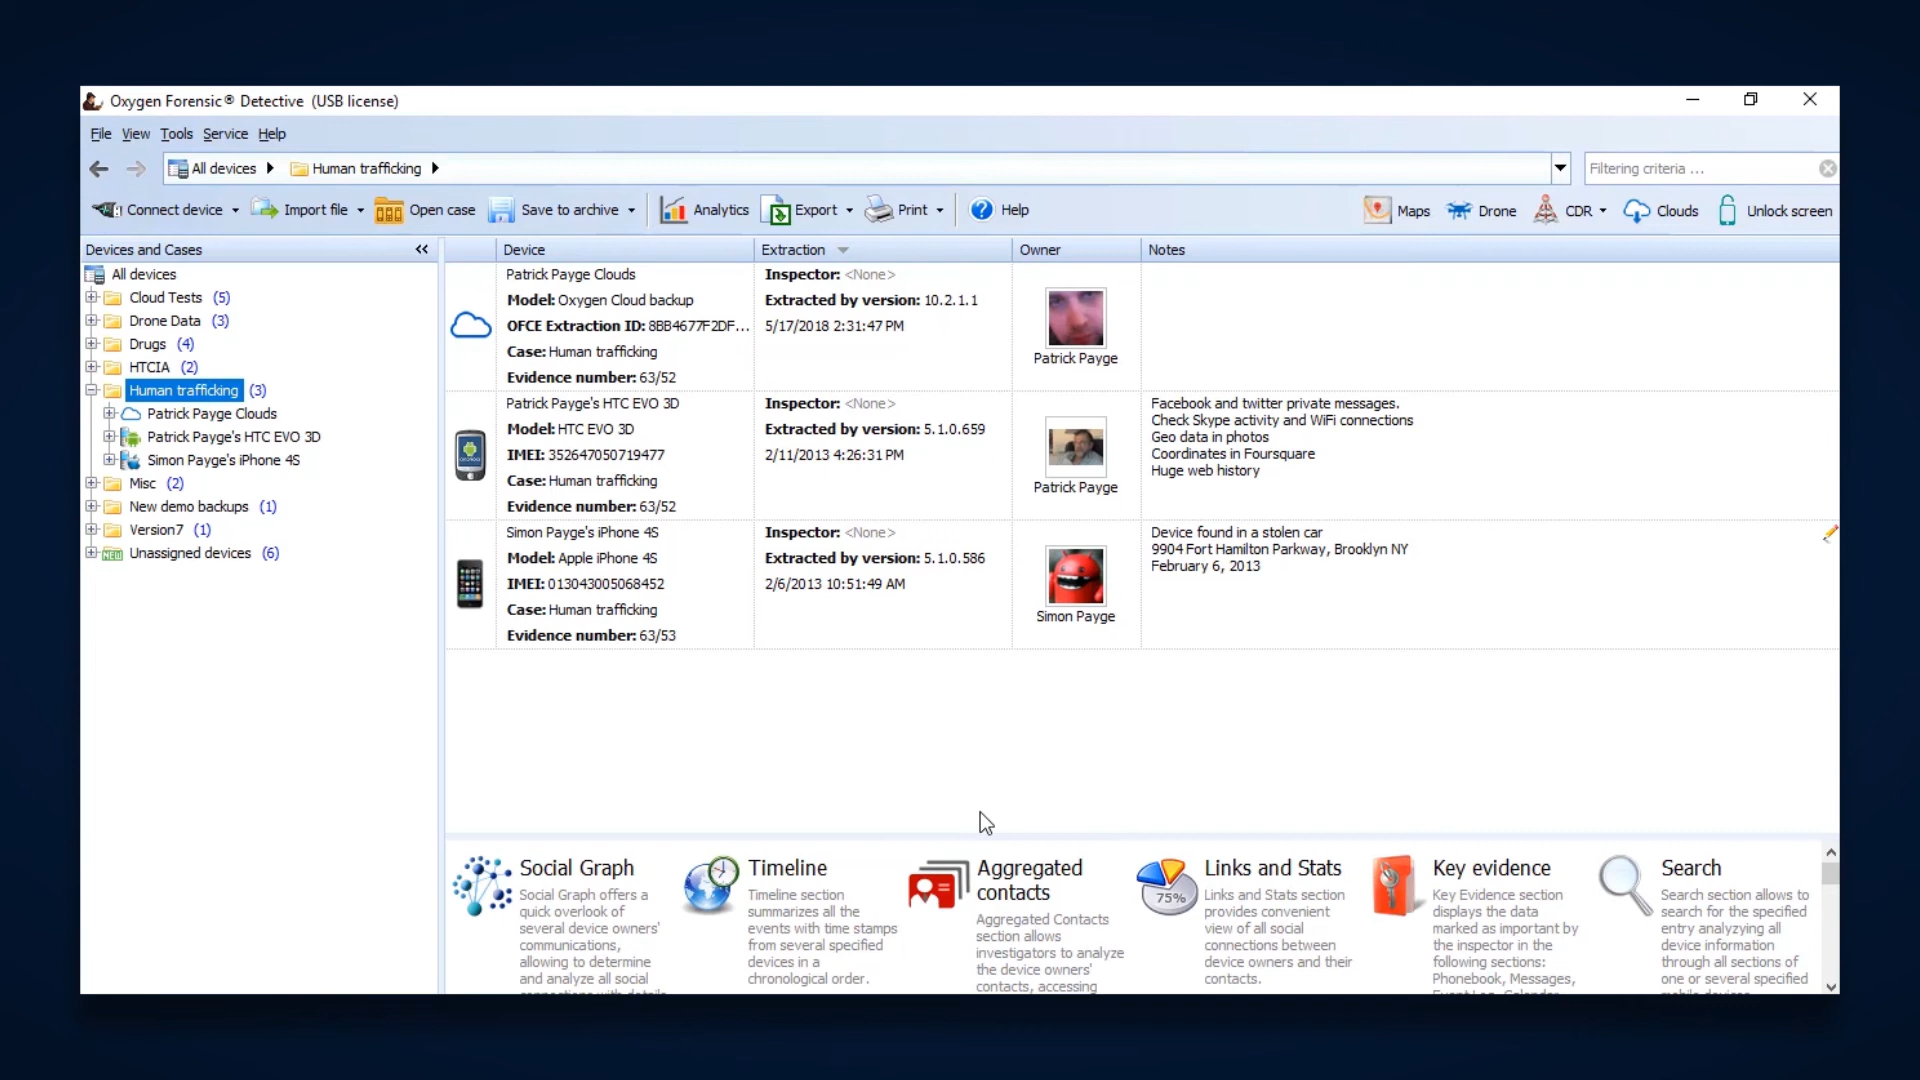 Oxygen Forensic® Detective (USB license)
File View Tools Service Help
All devices Human trafficking Filtering criteria ...
Connect device Import file Open case Save to archive Analytics Export Print Help Maps Drone CDR Clouds Unlock screen
Devices and Cases
All devices
Cloud Tests (5)
Drone Data (3)
Drugs (4)
HTCIA (2)
Human trafficking (3)
Patrick Payge Clouds
Patrick Payge's HTC EVO 3D
Simon Payge's iPhone 4S
Misc (2)
New demo backups (1)
Version7 (1)
NEW Unassigned devices (6)
Device Extraction Owner Notes
Patrick Payge Clouds
Model: Oxygen Cloud backup
OFCE Extraction ID: 8BB4677F2DF...
Case: Human trafficking
Evidence number: 63/52
Inspector: <None>
Extracted by version: 10.2.1.1
5/17/2018 2:31:47 PM
Patrick Payge
Patrick Payge's HTC EVO 3D
Model: HTC EVO 3D
IMEI: 352647050719477
Case: Human trafficking
Evidence number: 63/52
Inspector: <None>
Extracted by version: 5.1.0.659
2/11/2013 4:26:31 PM
Patrick Payge
Facebook and twitter private messages.
Check Skype activity and WiFi connections
Geo data in photos
Coordinates in Foursquare
Huge web history
Simon Payge's iPhone 4S
Model: Apple iPhone 4S
IMEI: 013043005068452
Case: Human trafficking
Evidence number: 63/53
Inspector: <None>
Extracted by version: 5.1.0.586
2/6/2013 10:51:49 AM
Simon Payge
Device found in a stolen car
9904 Fort Hamilton Parkway, Brooklyn NY
February 6, 2013
Social Graph
Social Graph offers a
quick overlook of
several device owners'
communications,
allowing to determine
and analyze all social
Timeline
Timeline section
summarizes all the
events with time stamps
from several specified
devices in a
chronological order.
Aggregated
contacts
Aggregated Contacts
section allows
investigators to analyze
the device owners'
contacts, accessing
75%
Links and Stats
Links and Stats section
provides convenient
view of all social
connections between
device owners and their
contacts.
Key evidence
Key Evidence section
displays the data
marked as important by
the inspector in the
following sections:
Phonebook, Messages,
Search
Search section allows to
search for the specified
entry analyzying all
device information
through all sections of
one or several specified